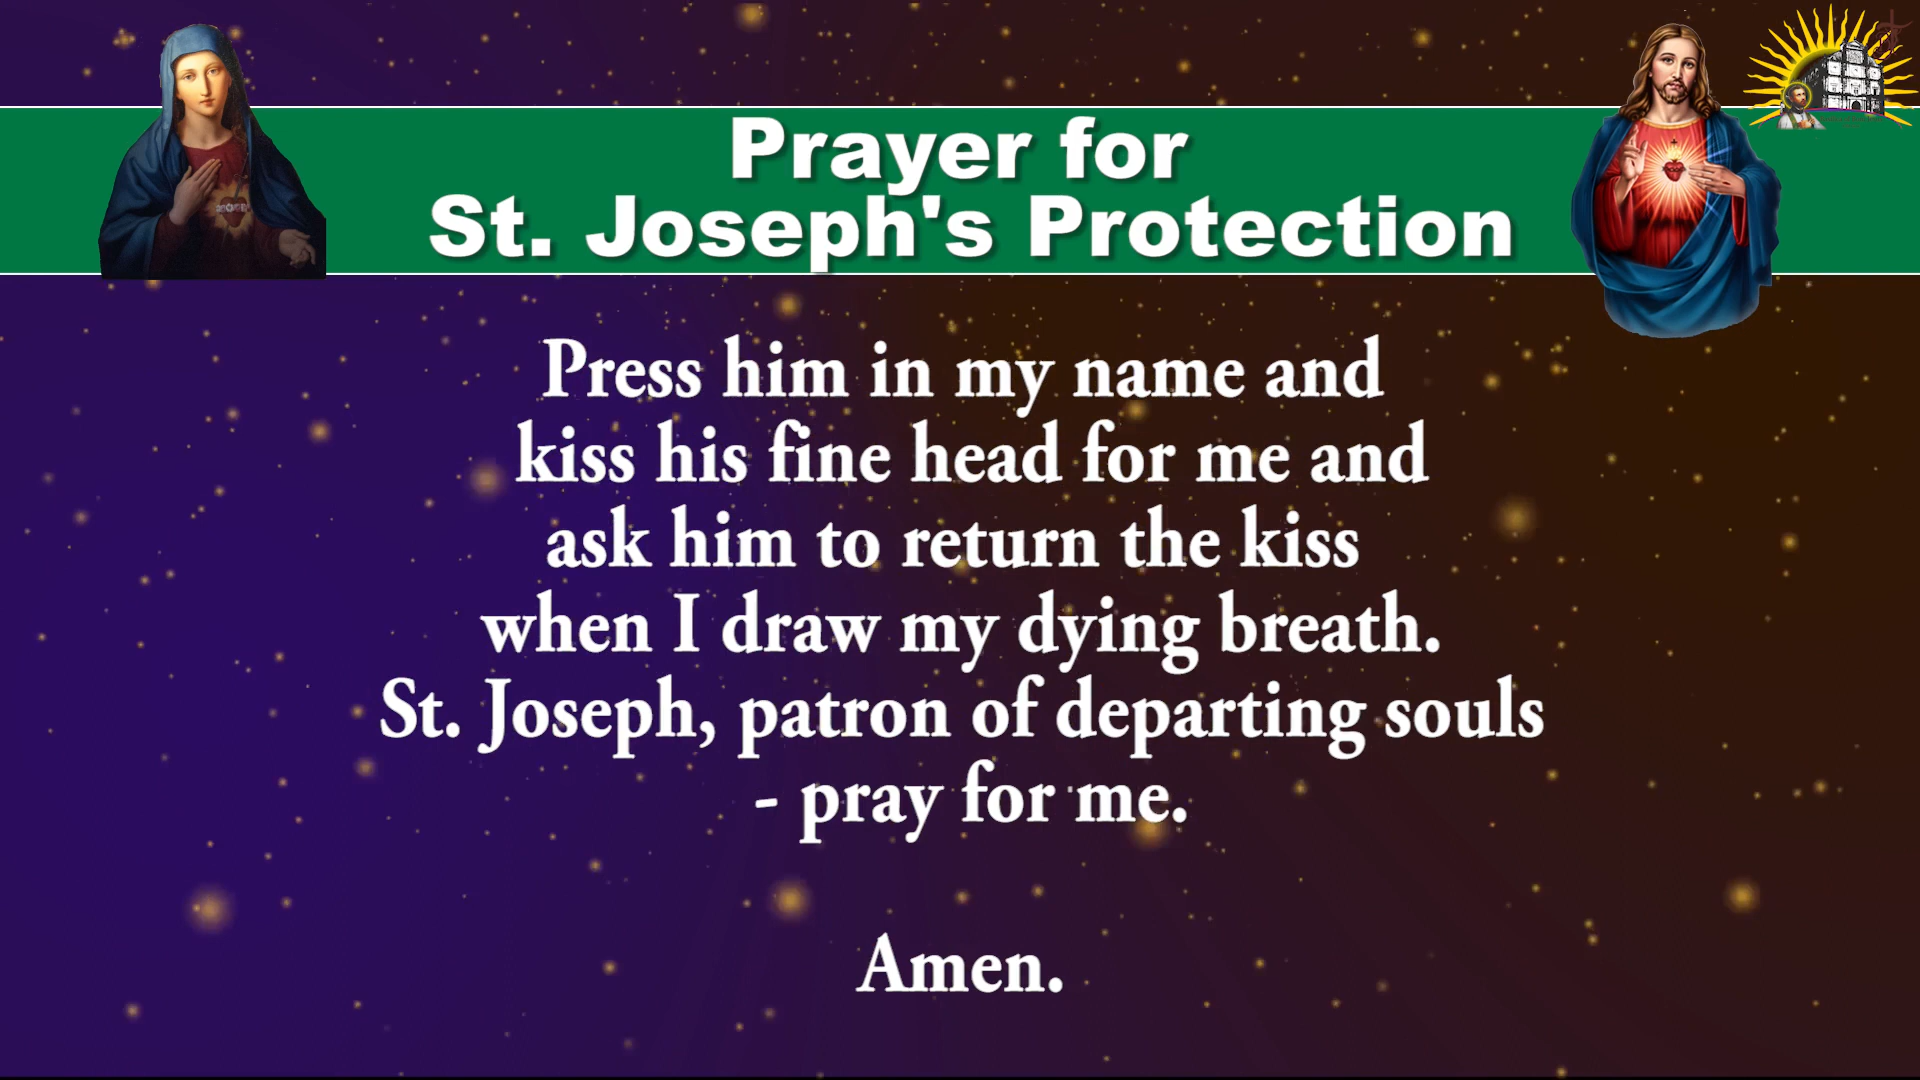 Prayer for
St. Joseph's Protection
Press him in my name and
kiss his fine head for me and
ask him to return the kiss
when I draw my dying breath.
St. Joseph, patron of departing souls
- pray for me.
Amen.